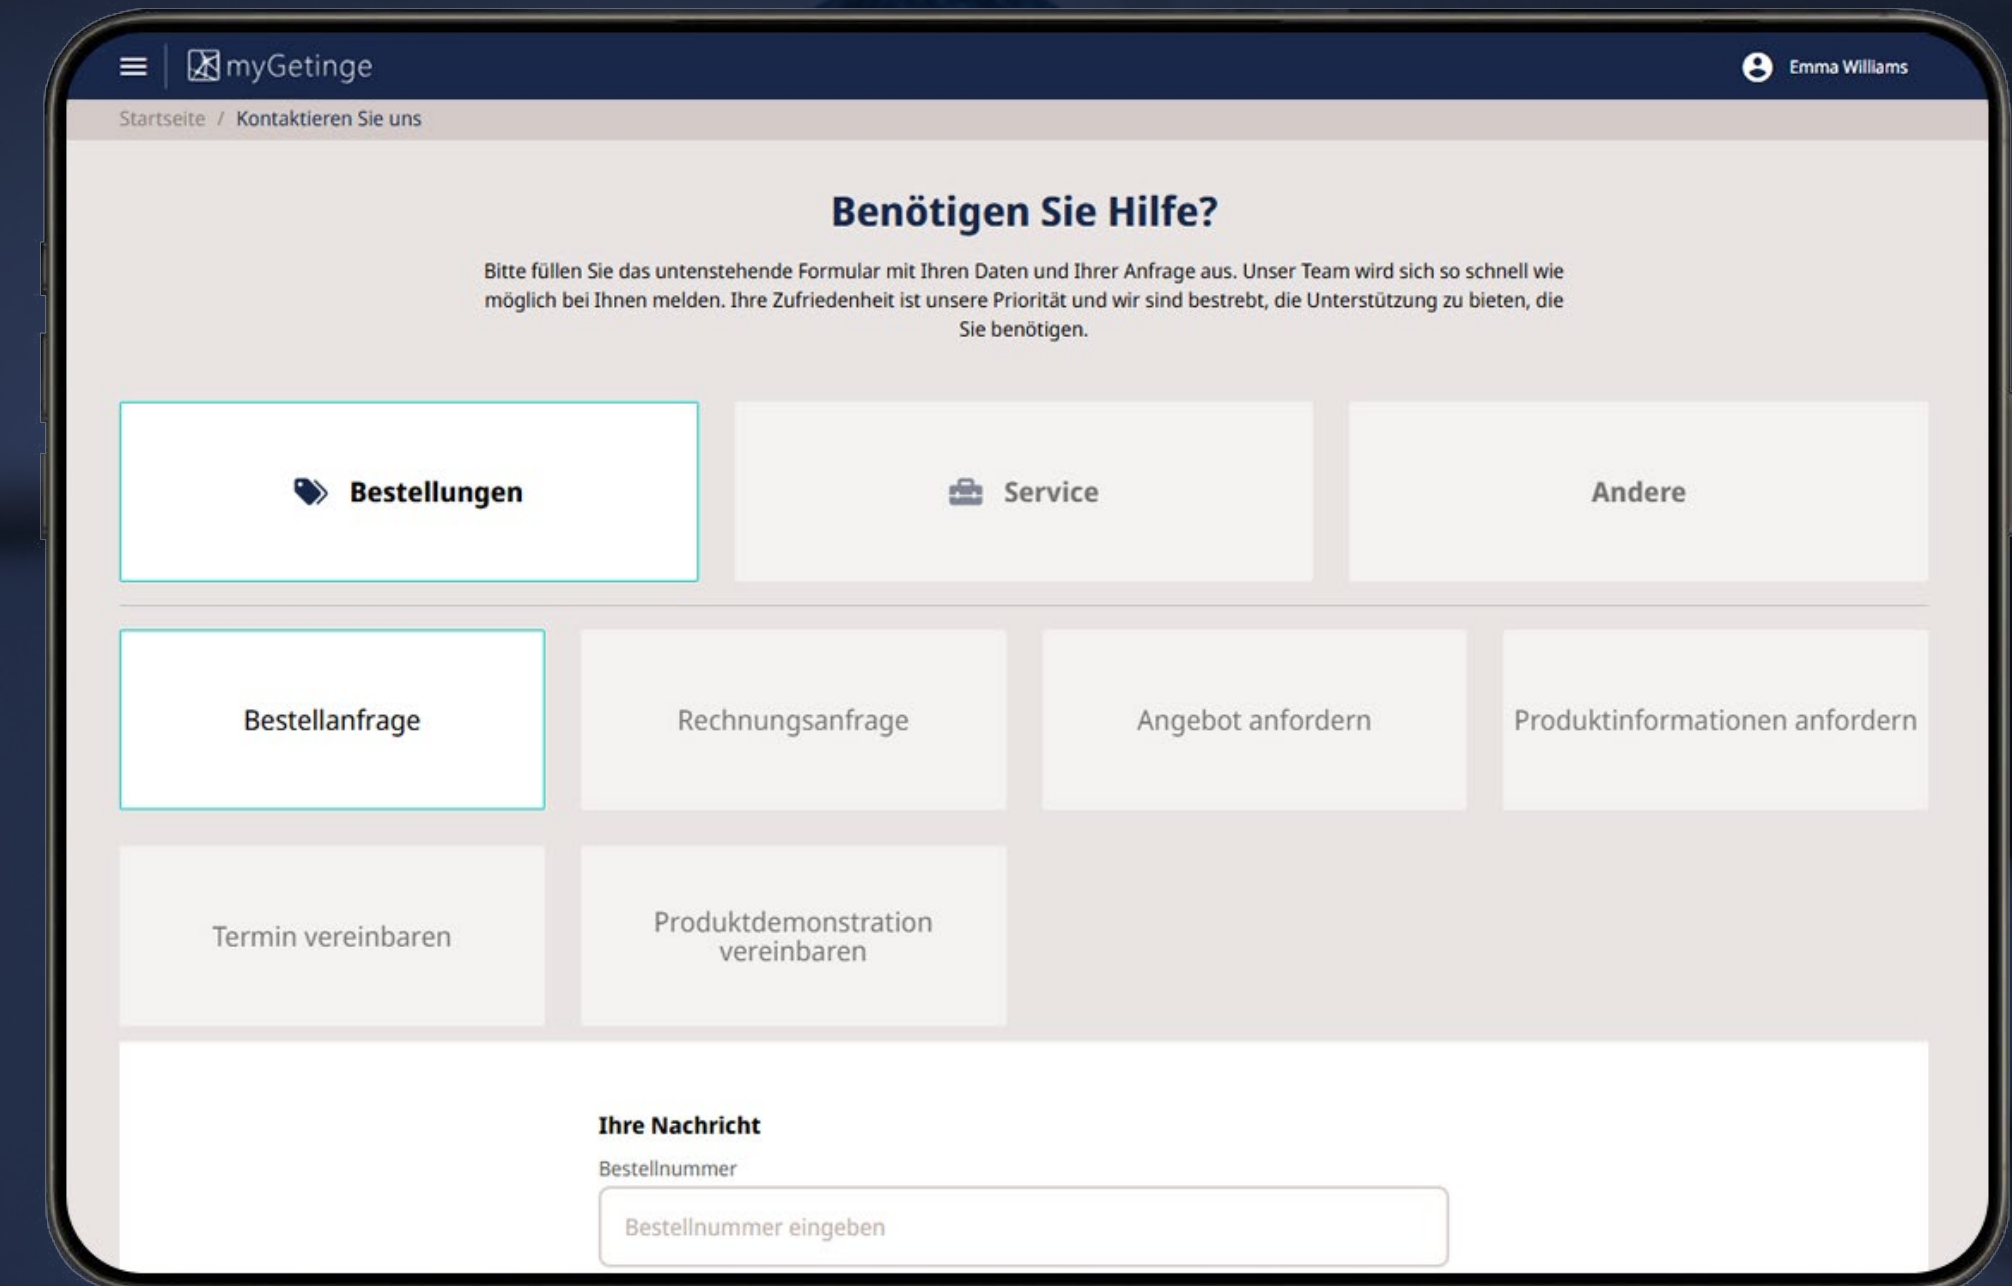 myGetinge
Emma Williams
Startseite / Kontaktieren Sie uns
Benötigen Sie Hilfe?
Bitte füllen Sie das untenstehende Formular mit Ihren Daten und Ihrer Anfrage aus. Unser Team wird sich so schnell wie
möglich bei Ihnen melden. Ihre Zufriedenheit ist unsere Priorität und wir sind bestrebt, die Unterstützung zu bieten, die
Sie benötigen.
Bestellungen
Service
Andere
Bestellanfrage
Rechnungsanfrage
Angebot anfordern
Produktinformationen anfordern
Termin vereinbaren
Produktdemonstration
vereinbaren
Ihre Nachricht
Bestellnummer
Bestellnummer eingeben